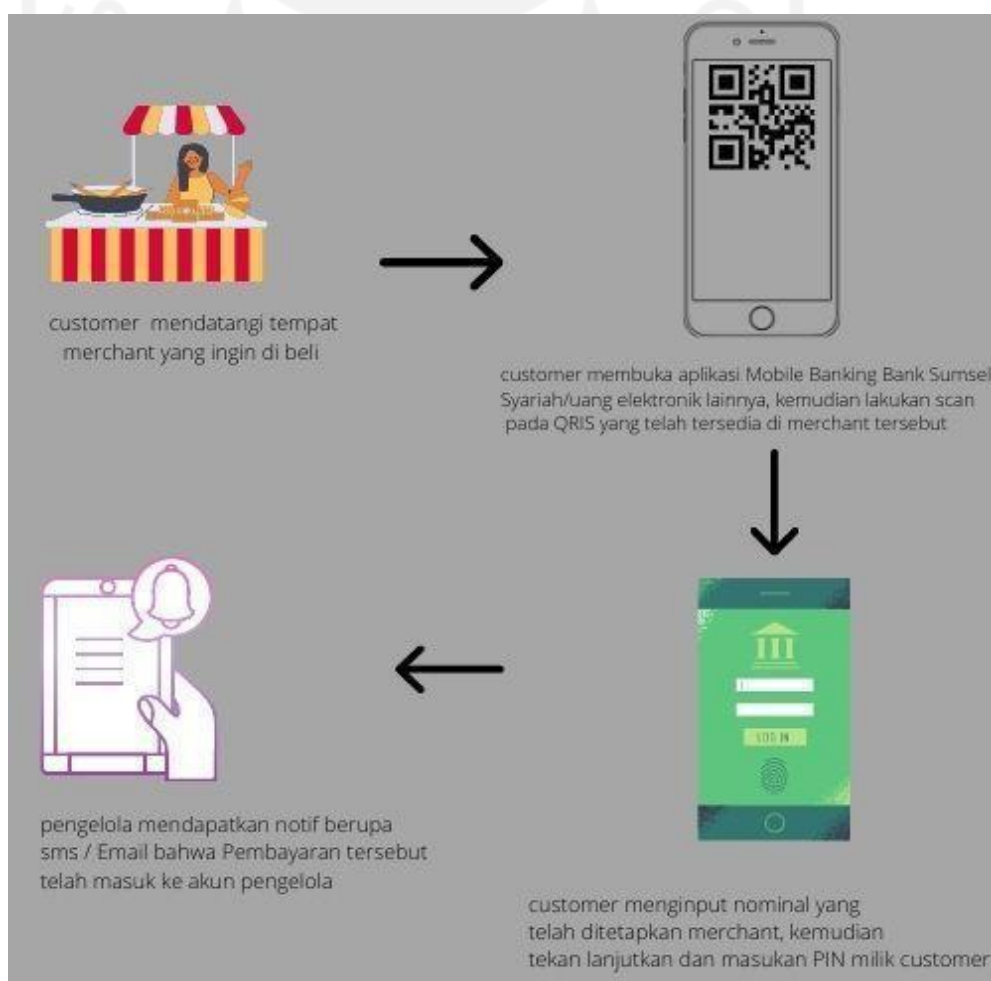 customer mendatangi tempat
merchant yang ingin di beli
customer membuka aplikasi Mobile Banking Bank Sumsel
Syariah/uang elektronik lainnya, kemudian lakukan scan
pada QRIS yang telah tersedia di merchant tersebut
LOG IN
customer menginput nominal yang
telah ditetapkan merchant, kemudian
tekan lanjutkan dan masukan PIN milik customer
pengelola mendapatkan notif berupa
sms / Email bahwa Pembayaran tersebut
telah masuk ke akun pengelola